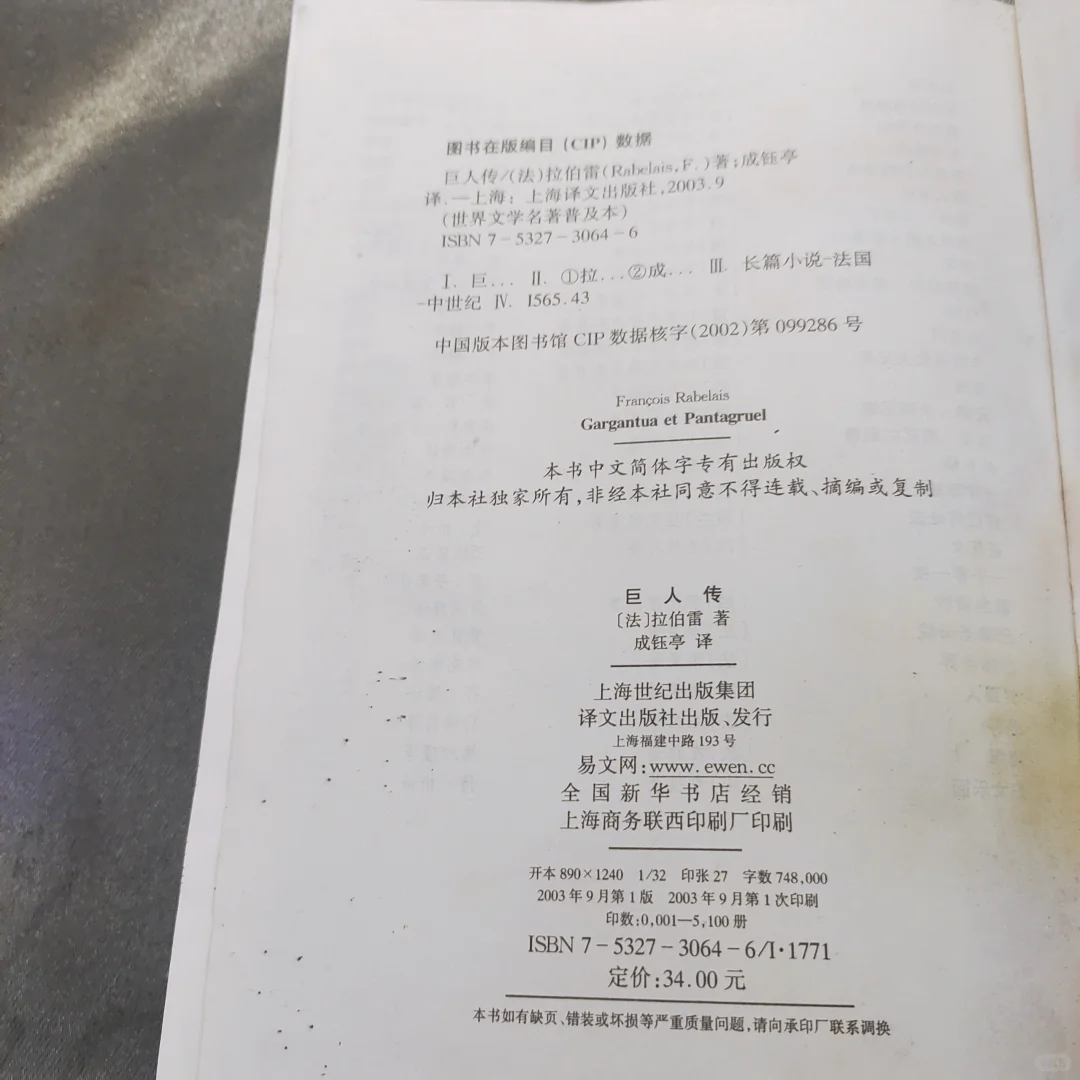 图书在版编目(CIP)数据
巨人传/(法)拉伯雷(Rabelais,F.)著;成钰亭
译.—上海:上海译文出版社,2003.9
(世界文学名著普及本)
ISBN 7-5327-3064-6
Ⅰ. 巨… Ⅱ. ①拉…②成… Ⅲ. 长篇小说-法国
-中世纪 Ⅳ. I565.43
中国版本图书馆CIP数据核字(2002)第099286号
François Rabelais
Gargantua et Pantagruel
本书中文简体字专有出版权
归本社独家所有,非经本社同意不得连载、摘编或复制
巨人传
〔法〕拉伯雷 著
成钰亭 译
上海世纪出版集团
译文出版社出版、发行
上海福建中路193号
易文网:www.ewen.cc
全国新华书店经销
上海商务联西印刷厂印刷
开本890×1240 1/32 印张27 字数748,000
2003年9月第1版 2003年9月第1次印刷
印数:0,001—5,100册
ISBN 7-5327-3064-6/I·1771
定价:34.00元
本书如有缺页、错装或坏损等严重质量问题,请向承印厂联系调换